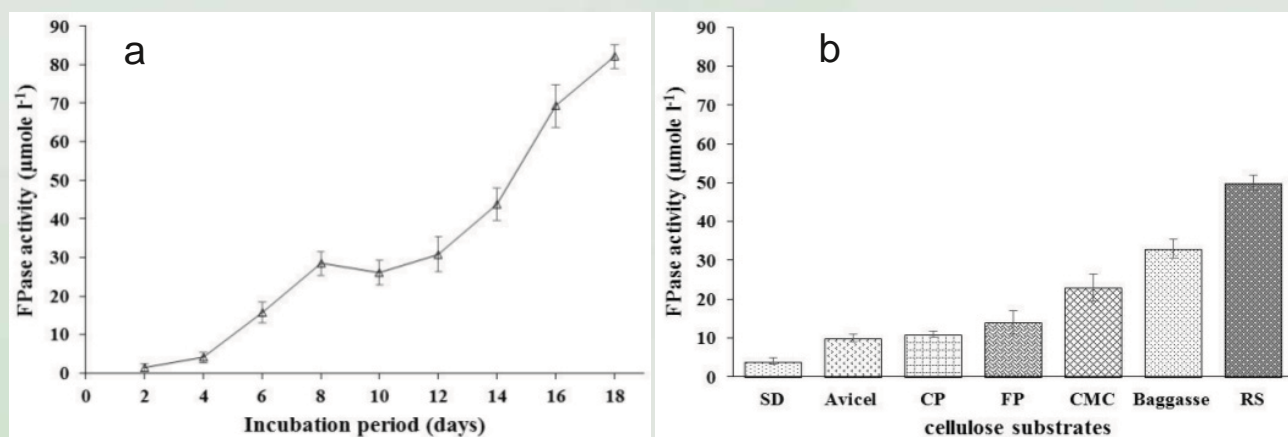 a
FPase activity (µmole l⁻¹)
90
80
70
60
50
40
30
20
10
0
0 2 4 6 8 10 12 14 16 18
Incubation period (days)
b
FPase activity (µmole l⁻¹)
90
80
70
60
50
40
30
20
10
0
SD Avicel CP FP CMC Baggasse RS
cellulose substrates